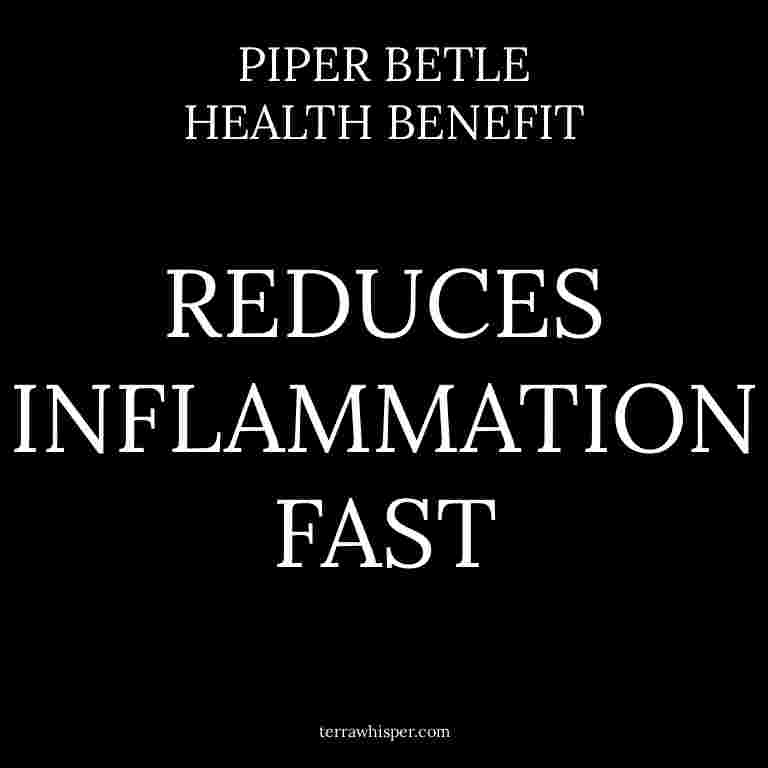 PIPER BETLE
HEALTH BENEFIT
REDUCES
INFLAMMATION
FAST
terrawhisper.com